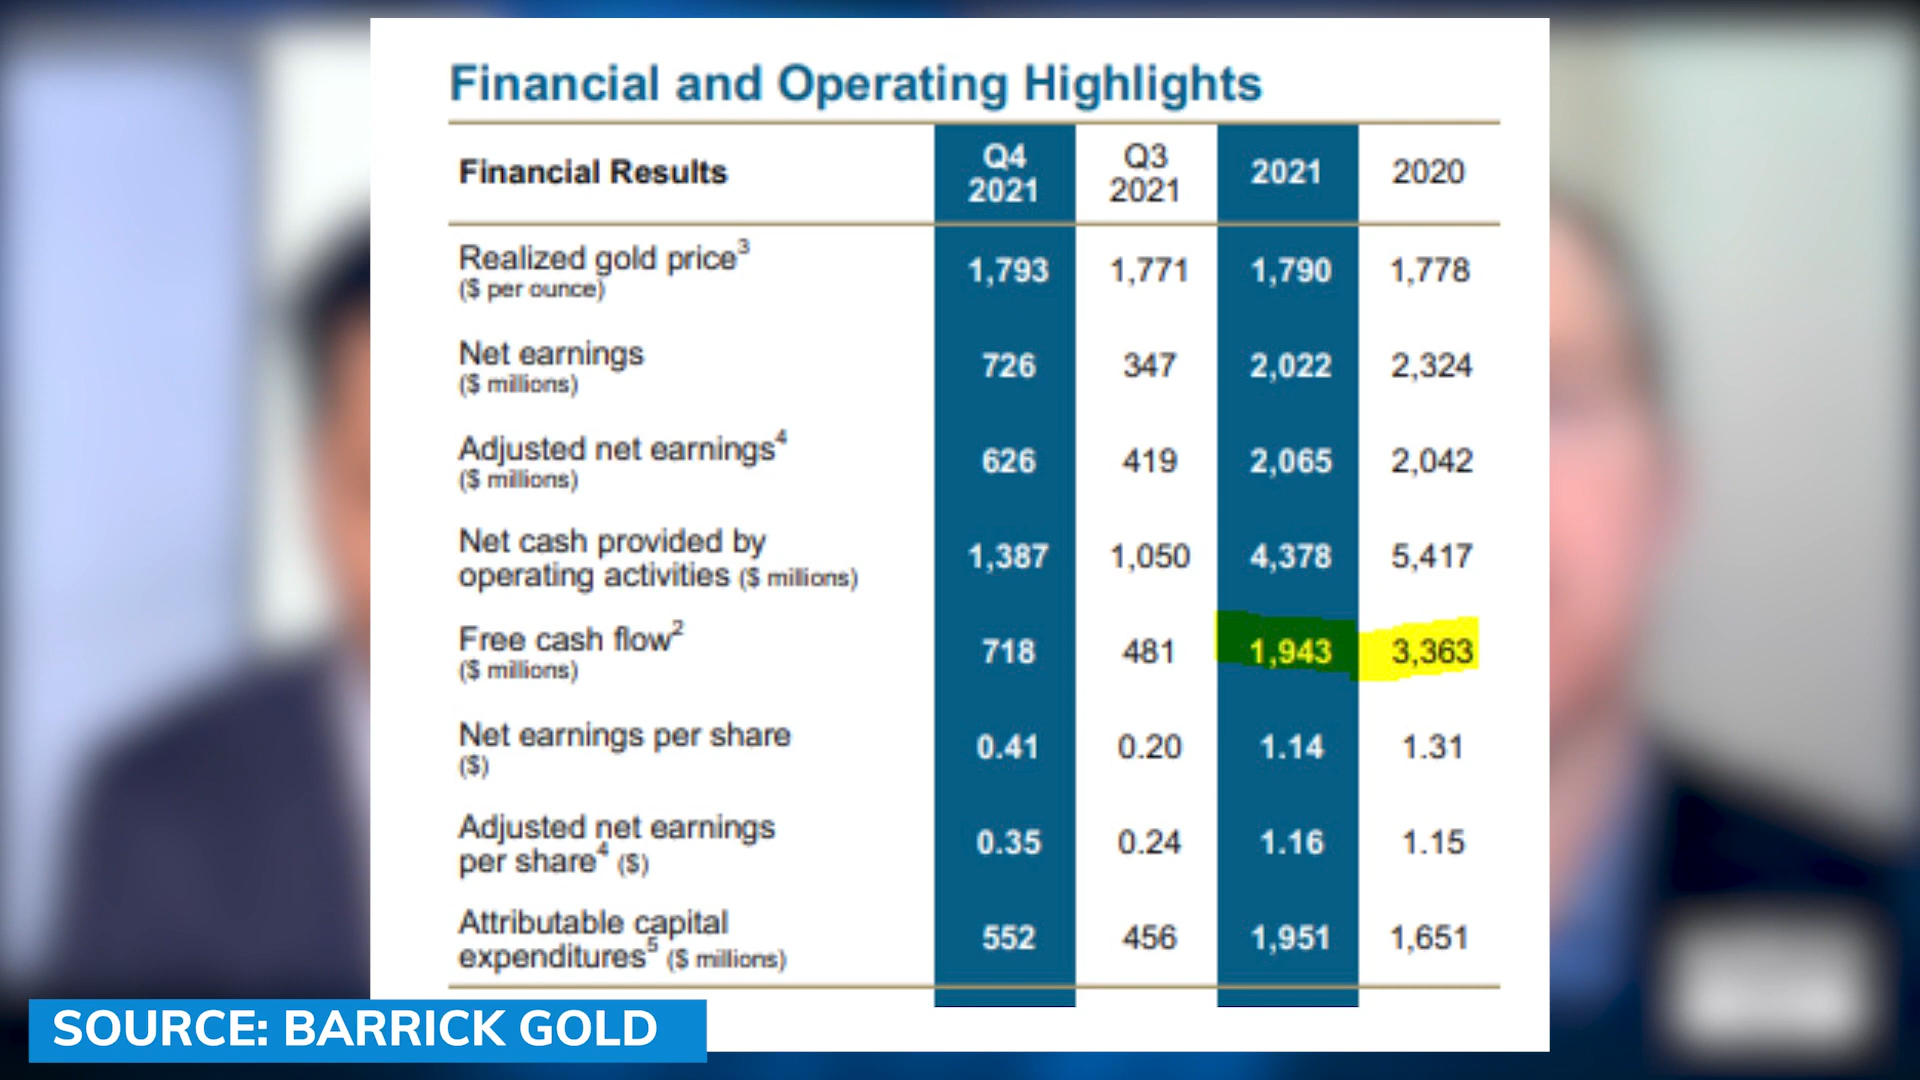 Financial and Operating Highlights
Financial Results
Q4 2021
Q3 2021
2021
2020
Realized gold price3
($ per ounce)
1,793 1,771 1,790 1,778
Net earnings
($ millions)
726 347 2,022 2,324
Adjusted net earnings4
($ millions)
626 419 2,065 2,042
Net cash provided by
operating activities ($ millions)
1,387 1,050 4,378 5,417
Free cash flow2
($ millions)
718 481 1,943 3,363
Net earnings per share
($)
0.41 0.20 1.14 1.31
Adjusted net earnings
per share4 ($)
0.35 0.24 1.16 1.15
Attributable capital
expenditures5 ($ millions)
552 456 1,951 1,651
SOURCE: BARRICK GOLD